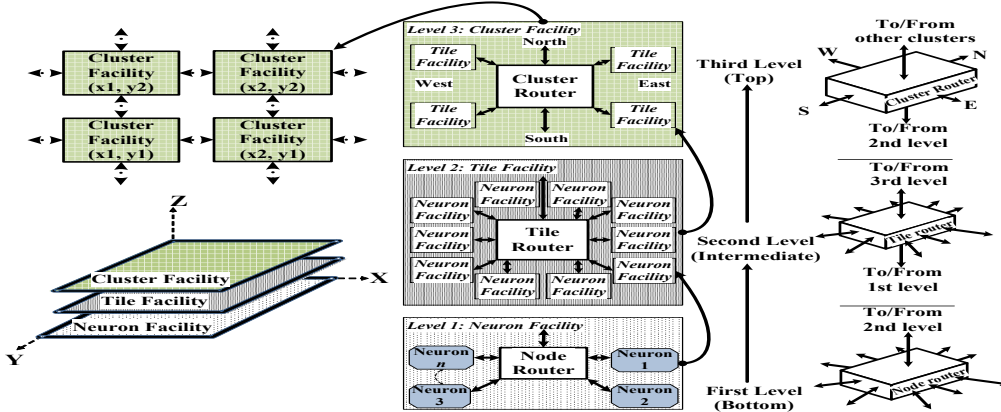 Cluster
Facility
(x1, y2)
Cluster
Facility
(x2, y2)
Cluster
Facility
(x1, y1)
Cluster
Facility
(x2, y1)
Z
X
Y
Cluster Facility
Tile Facility
Neuron Facility
Level 3: Cluster Facility
North
Tile
Facility
Tile
Facility
West
Cluster
Router
East
Tile
Facility
Tile
Facility
South
Level 2: Tile Facility
Neuron
Facility
Neuron
Facility
Neuron
Facility
Neuron
Facility
Neuron
Facility
Tile
Router
Neuron
Facility
Neuron
Facility
Neuron
Facility
Neuron
Facility
Neuron
Facility
Level 1: Neuron Facility
Neuron
n
Node
Router
Neuron
1
Neuron
3
Neuron
2
Third Level
(Top)
Second Level
(Intermediate)
First Level
(Bottom)
To/From
other clusters
W
N
Cluster Router
S
E
To/From
2nd level
To/From
3rd level
Tile router
To/From
1st level
To/From
2nd level
Node router